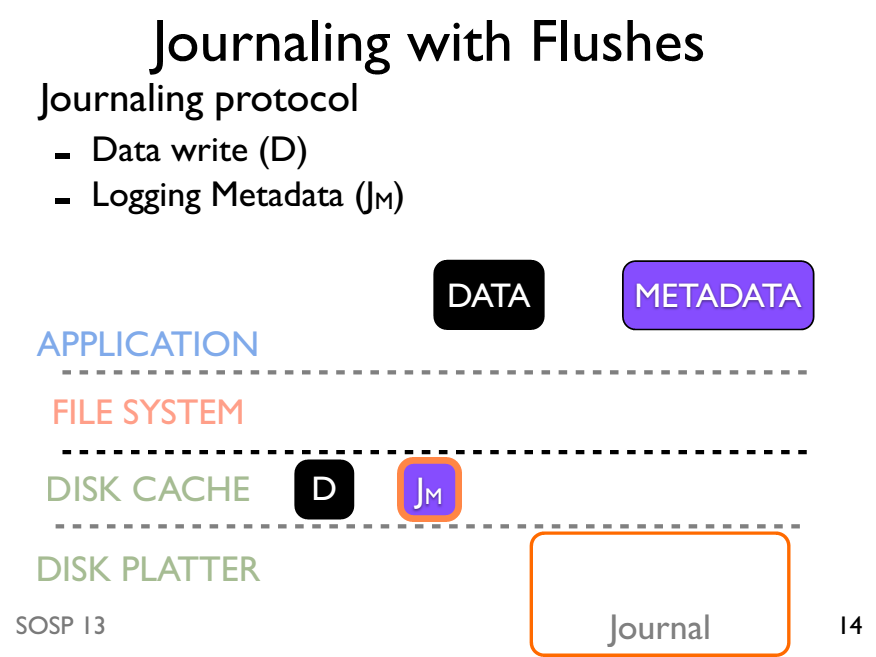 Journaling with Flushes
Journaling protocol
- Data write (D)
- Logging Metadata (JM)
DATA METADATA
APPLICATION
FILE SYSTEM
DISK CACHE D JM
DISK PLATTER
SOSP 13 Journal 14